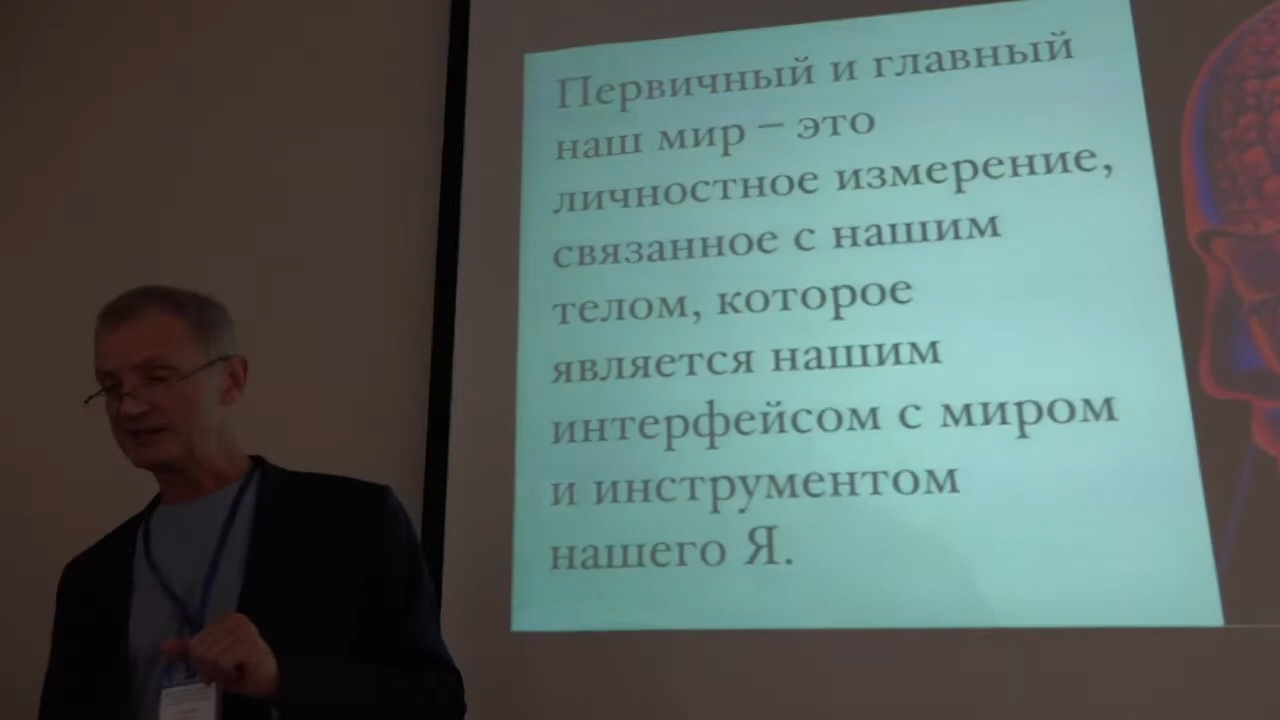 Первичный и главный
наш мир – это
личностное измерение,
связанное с нашим
телом, которое
является нашим
интерфейсом с миром
и инструментом
нашего Я.